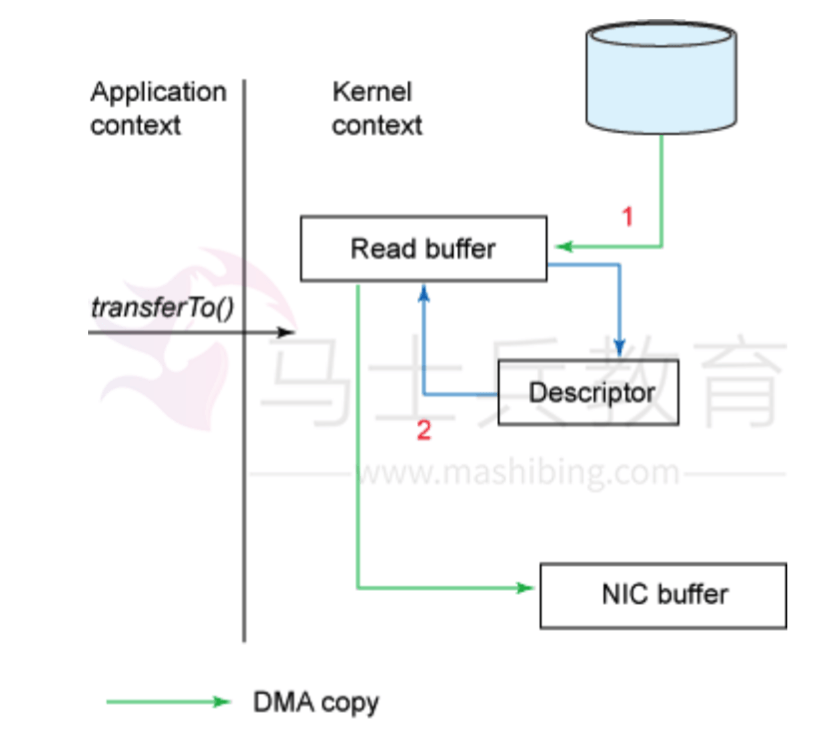 Application
context
Kernel
context
1
Read buffer
transferTo()
Descriptor
2
马士兵教育
www.mashibing.com
NIC buffer
DMA copy